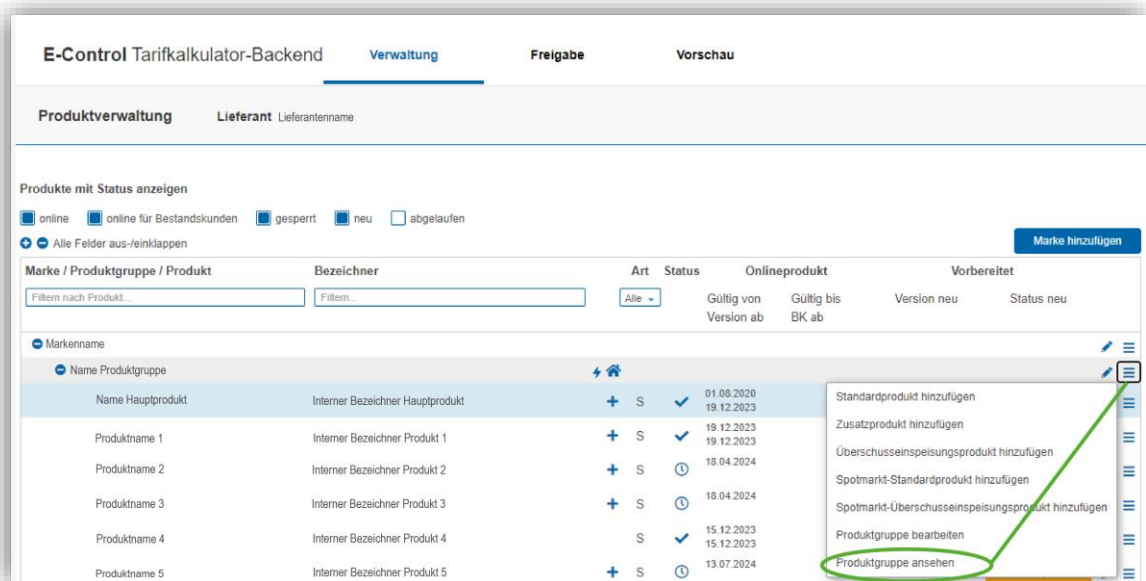 E-Control Tarifkalkulator-Backend Verwaltung Freigabe Vorschau
Produktverwaltung Lieferant Lieferantenname
Produkte mit Status anzeigen
online online für Bestandskunden gesperrt neu abgelaufen
Alle Felder aus-/einklappen Marke hinzufügen
Marke / Produktgruppe / Produkt Bezeichner Art Status Onlineprodukt Vorbereitet
Filtern nach Produkt... Filtern... Alle Gültig von Gültig bis Version neu Status neu
Version ab BK ab
Markenname
Name Produktgruppe
Name Hauptprodukt Interner Bezeichner Hauptprodukt S 01.08.2020
19.12.2023
Produktname 1 Interner Bezeichner Produkt 1 S 19.12.2023
19.12.2023
Produktname 2 Interner Bezeichner Produkt 2 S 18.04.2024
Produktname 3 Interner Bezeichner Produkt 3 S 18.04.2024
Produktname 4 Interner Bezeichner Produkt 4 S 15.12.2023
15.12.2023
Produktname 5 Interner Bezeichner Produkt 5 S 13.07.2024
Standardprodukt hinzufügen
Zusatzprodukt hinzufügen
Überschusseinspeisungsprodukt hinzufügen
Spotmarkt-Standardprodukt hinzufügen
Spotmarkt-Überschusseinspeisungsprodukt hinzufügen
Produktgruppe bearbeiten
Produktgruppe ansehen